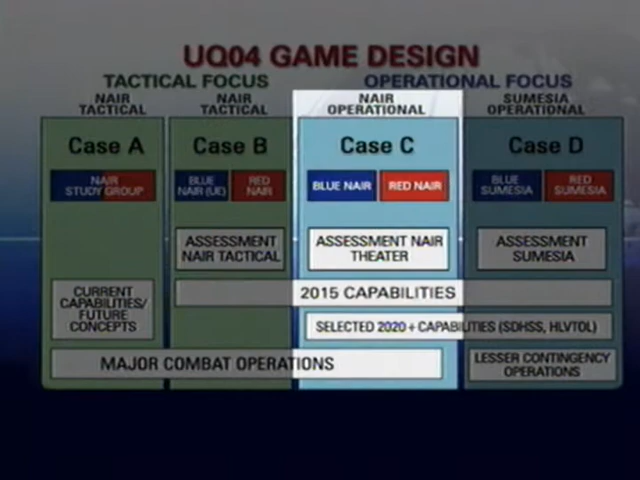 UQ04 GAME DESIGN
TACTICAL FOCUS
OPERATIONAL FOCUS
NAIR
TACTICAL
NAIR
TACTICAL
NAIR
OPERATIONAL
SUMESIA
OPERATIONAL
Case A
Case B
Case C
Case D
NAIR
STUDY GROUP
BLUE
NAIR (UE)
RED
NAIR
BLUE NAIR
RED NAIR
BLUE
SUMESIA
RED
SUMESIA
ASSESSMENT
NAIR TACTICAL
ASSESSMENT NAIR
THEATER
ASSESSMENT
SUMESIA
CURRENT
CAPABILITIES/
FUTURE
CONCEPTS
2015 CAPABILITIES
SELECTED 2020+ CAPABILITIES (SDHSS, HLVTOL)
MAJOR COMBAT OPERATIONS
LESSER CONTINGENCY
OPERATIONS